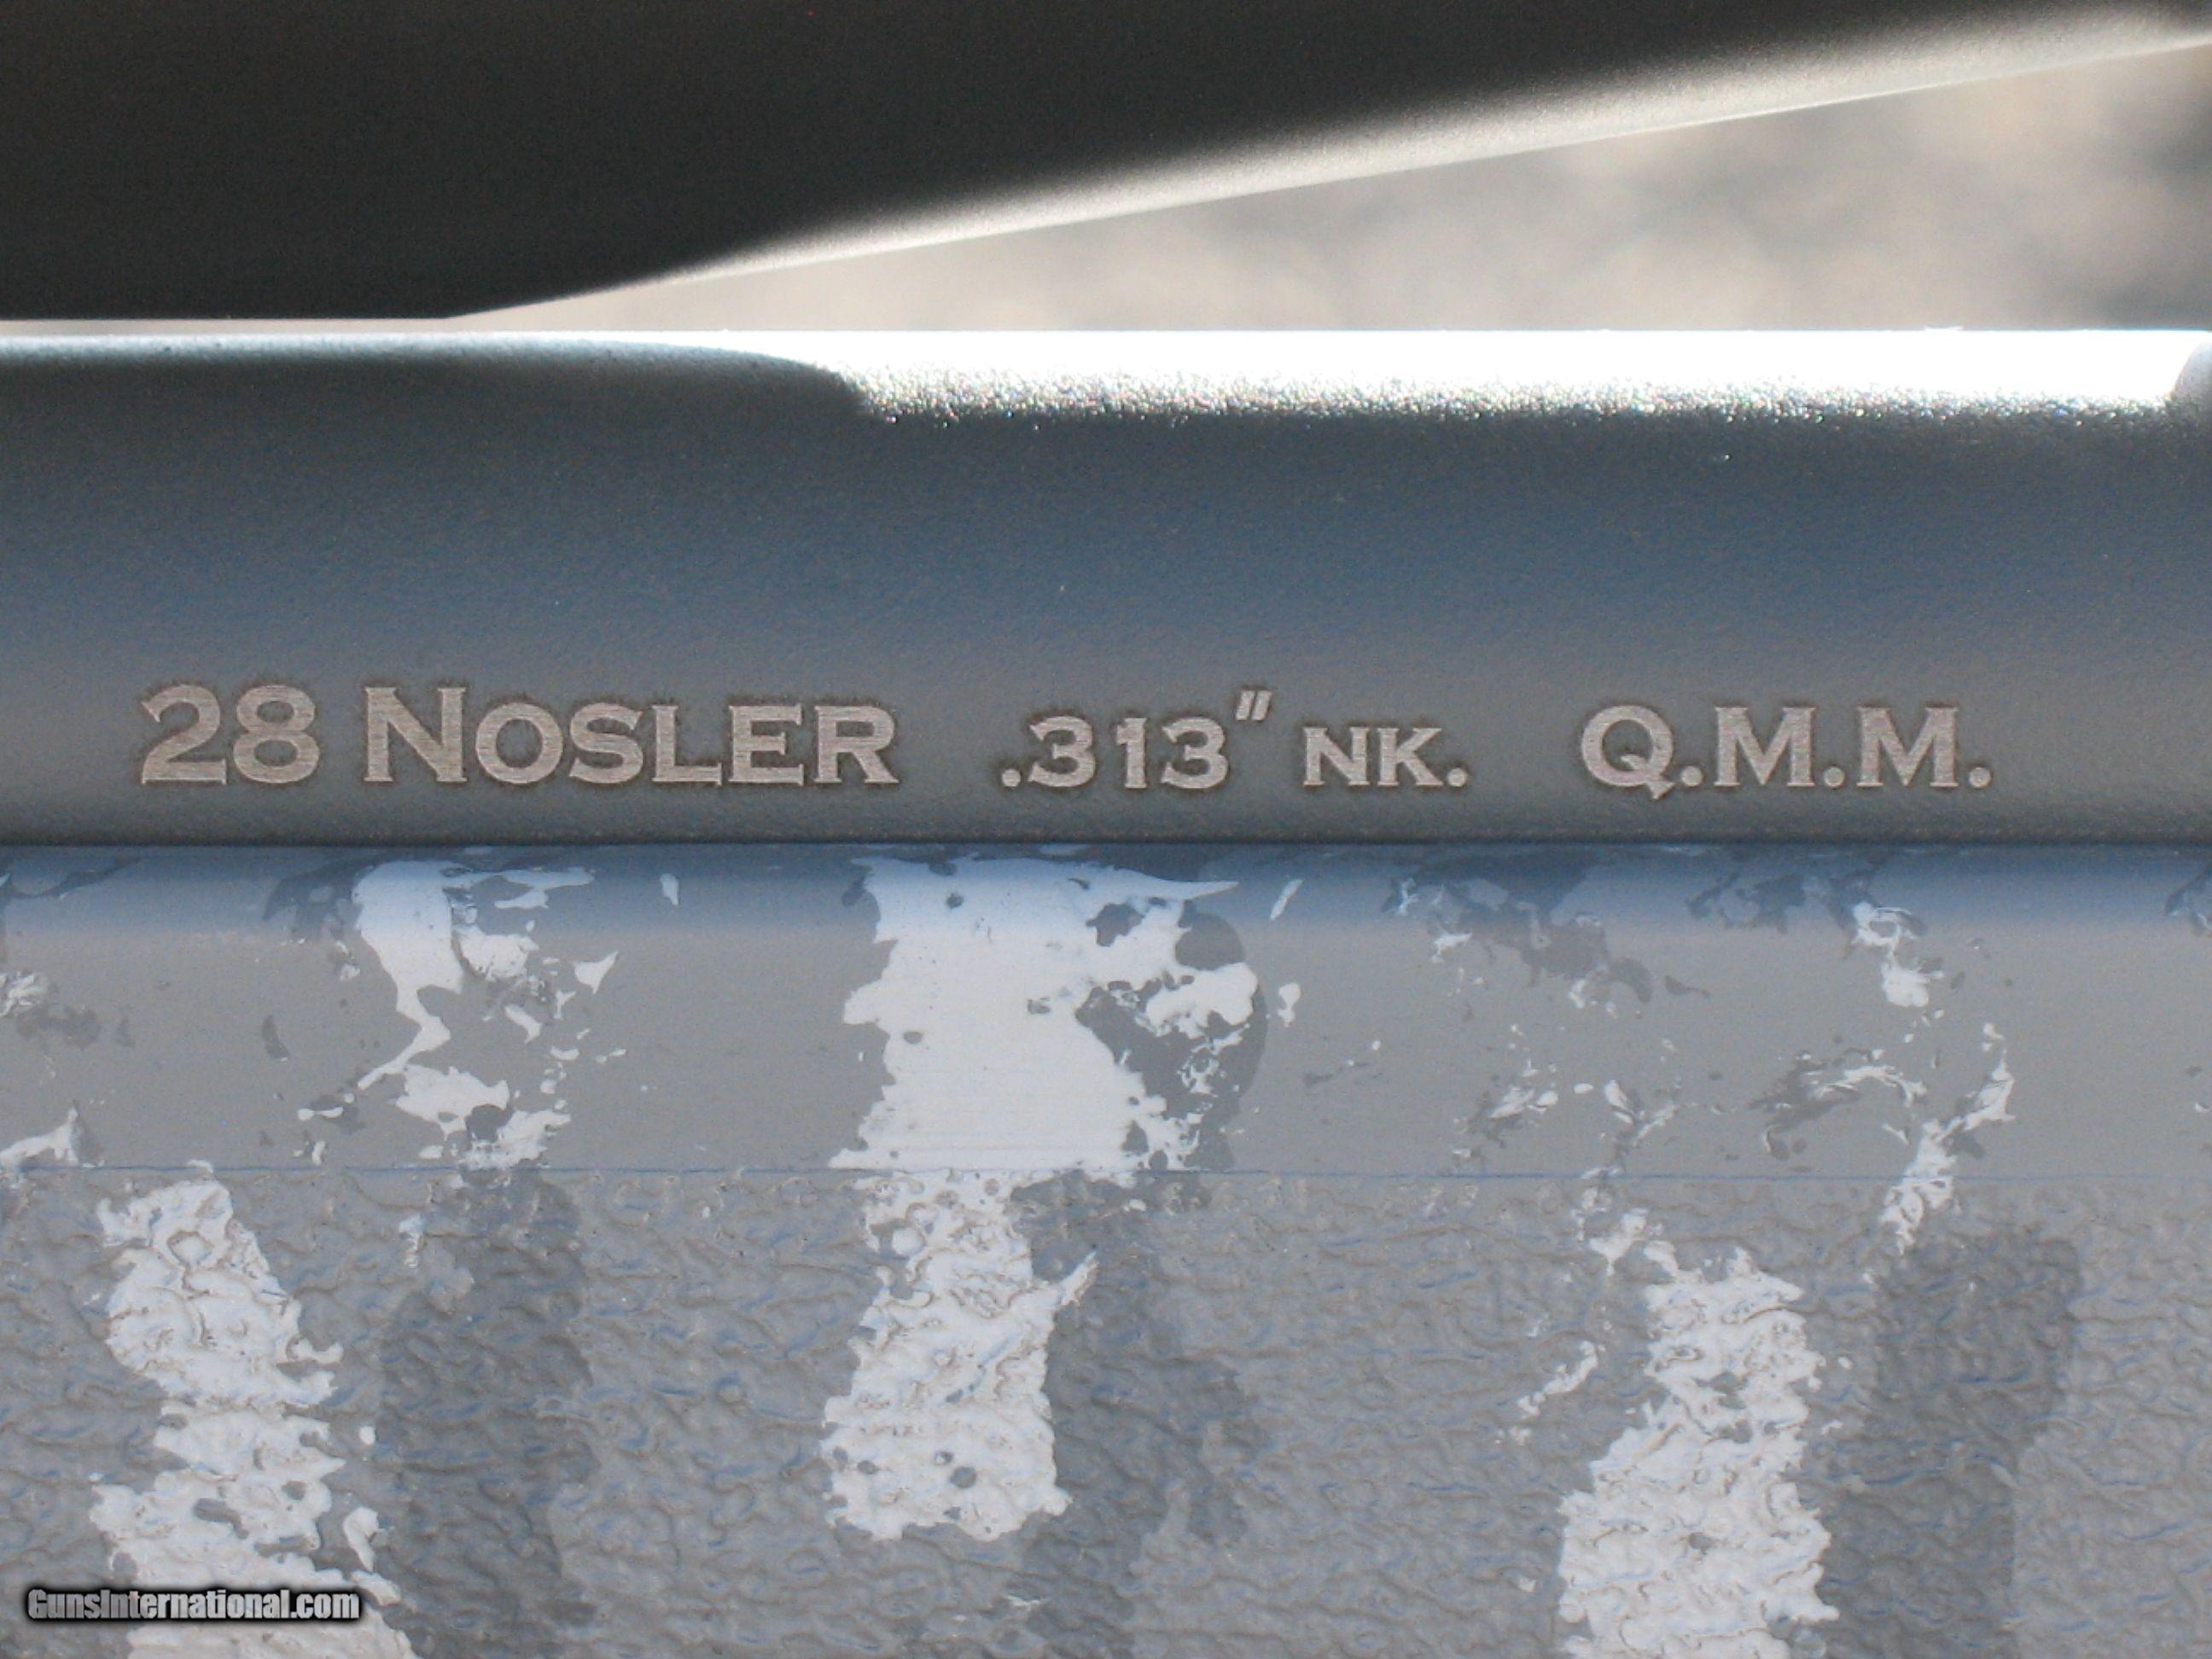 28 NOSLER .313" NK. Q.M.M.
GunsInternational.com